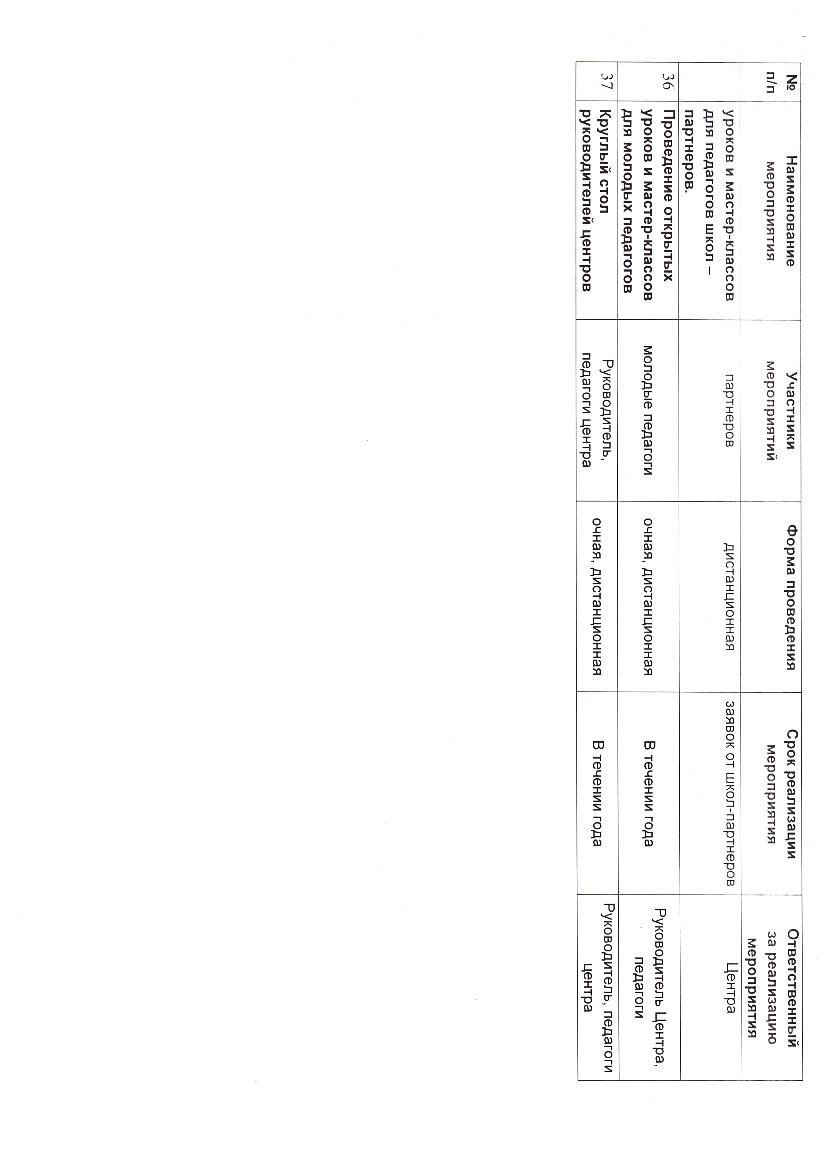 №
п/п
Наименование
мероприятия
Участники
мероприятий
Форма проведения
Срок реализации
мероприятия
Ответственный
за реализацию
мероприятия
уроков и мастер-классов
для педагогов школ –
партнеров.
партнеров
дистанционная
заявок от школ-партнеров
Центра
36
Проведение открытых
уроков и мастер-классов
для молодых педагогов
молодые педагоги
очная, дистанционная
В течении года
Руководитель Центра,
педагоги
37
Круглый стол
руководителей центров
Руководитель,
педагоги центра
очная, дистанционная
В течении года
Руководитель, педагоги
центра